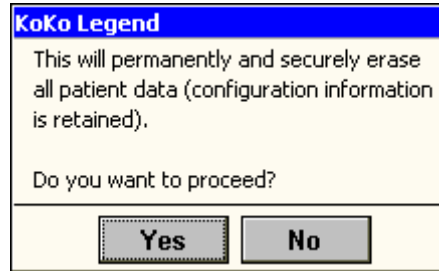 KoKo Legend
This will permanently and securely erase
all patient data (configuration information
is retained).
Do you want to proceed?
Yes No